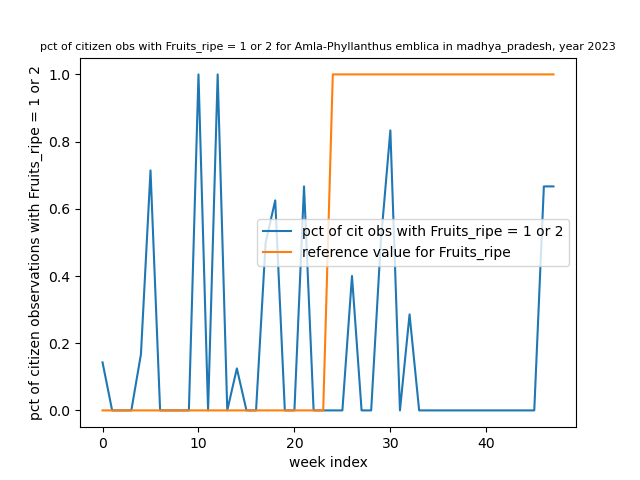 pct of citizen obs with Fruits_ripe = 1 or 2 for Amla-Phyllanthus emblica in madhya_pradesh, year 2023
pct of citizen observations with Fruits_ripe = 1 or 2
1.0
0.8
0.6
0.4
0.2
0.0
pct of cit obs with Fruits_ripe = 1 or 2
reference value for Fruits_ripe
0 10 20 30 40
week index